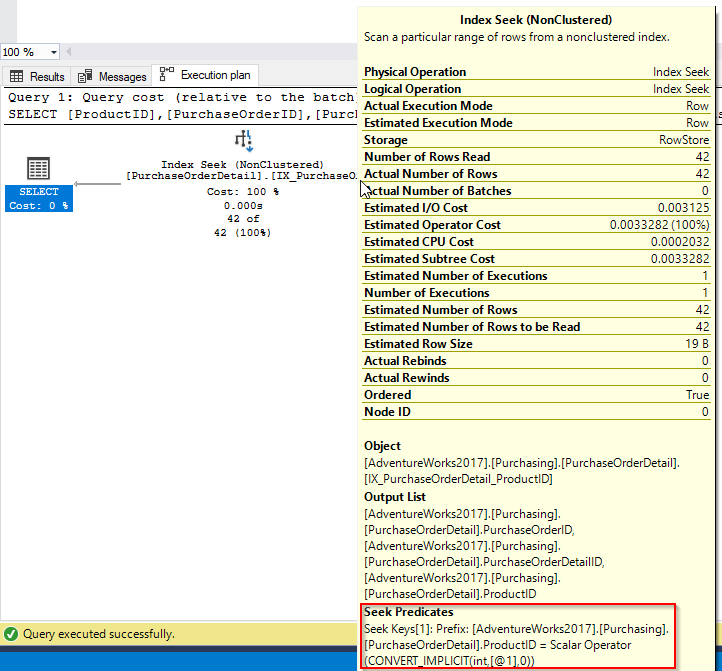 100 %
Results
Messages
Execution plan
Query 1: Query cost (relative to the batch
SELECT [ProductID],[PurchaseOrderID],[Purc
SELECT
Cost: 0 %
Index Seek (NonClustered)
[PurchaseOrderDetail].[IX_PurchaseO
Cost: 100 %
0.000s
42 of
42 (100%)
Index Seek (NonClustered)
Scan a particular range of rows from a nonclustered index.
Physical Operation Index Seek
Logical Operation Index Seek
Actual Execution Mode Row
Estimated Execution Mode Row
Storage RowStore
Number of Rows Read 42
Actual Number of Rows 42
Actual Number of Batches 0
Estimated I/O Cost 0.003125
Estimated Operator Cost 0.0033282 (100%)
Estimated CPU Cost 0.0002032
Estimated Subtree Cost 0.0033282
Estimated Number of Executions 1
Number of Executions 1
Estimated Number of Rows 42
Estimated Number of Rows to be Read 42
Estimated Row Size 19 B
Actual Rebinds 0
Actual Rewinds 0
Ordered True
Node ID 0
Object
[AdventureWorks2017].[Purchasing].[PurchaseOrderDetail].
[IX_PurchaseOrderDetail_ProductID]
Output List
[AdventureWorks2017].[Purchasing].
[PurchaseOrderDetail].PurchaseOrderID,
[AdventureWorks2017].[Purchasing].
[PurchaseOrderDetail].PurchaseOrderDetailID,
[AdventureWorks2017].[Purchasing].
[PurchaseOrderDetail].ProductID
Seek Predicates
Seek Keys[1]: Prefix: [AdventureWorks2017].[Purchasing].
[PurchaseOrderDetail].ProductID = Scalar Operator
(CONVERT_IMPLICIT(int,[@1],0))
Query executed successfully.